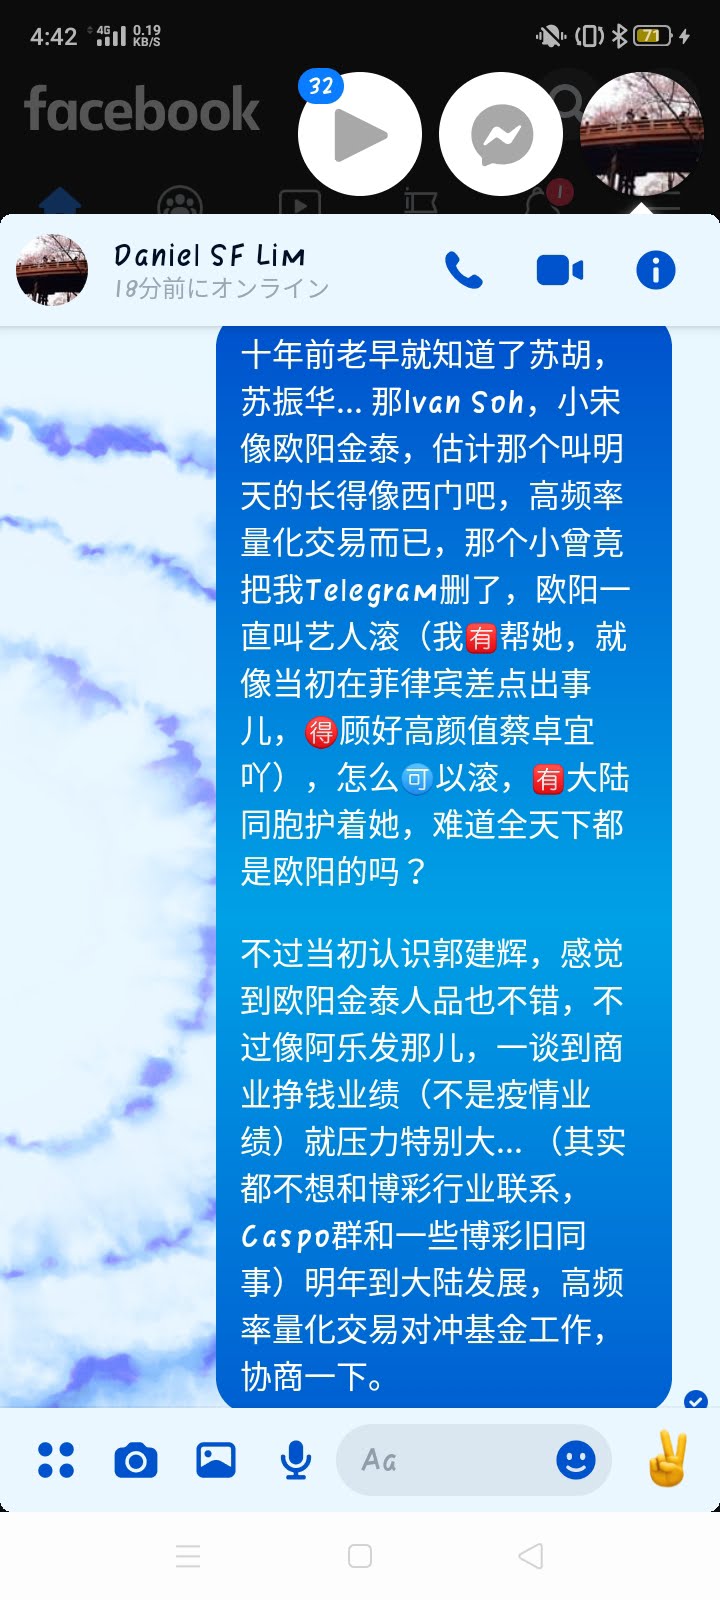 4:42 4G 0.19 KB/S 71
facebook
32
1
Daniel SF Lim
18分前にオンライン
十年前老早就知道了苏胡，
苏振华... 那Ivan Soh，小宋
像欧阳金泰，估计那个叫明
天的长得像西门吧，高频率
量化交易而已，那个小曾竟
把我Telegram删了，欧阳一
直叫艺人滚（我🈶帮她，就
像当初在菲律宾差点出事
儿，🉐顾好高颜值蔡卓宜
吖），怎么🉑以滚，🈶大陆
同胞护着她，难道全天下都
是欧阳的吗？
不过当初认识郭建辉，感觉
到欧阳金泰人品也不错，不
过像阿乐发那儿，一谈到商
业挣钱业绩（不是疫情业
绩）就压力特别大... （其实
都不想和博彩行业联系，
Caspo群和一些博彩旧同
事）明年到大陆发展，高频
率量化交易对冲基金工作，
协商一下。
Aa